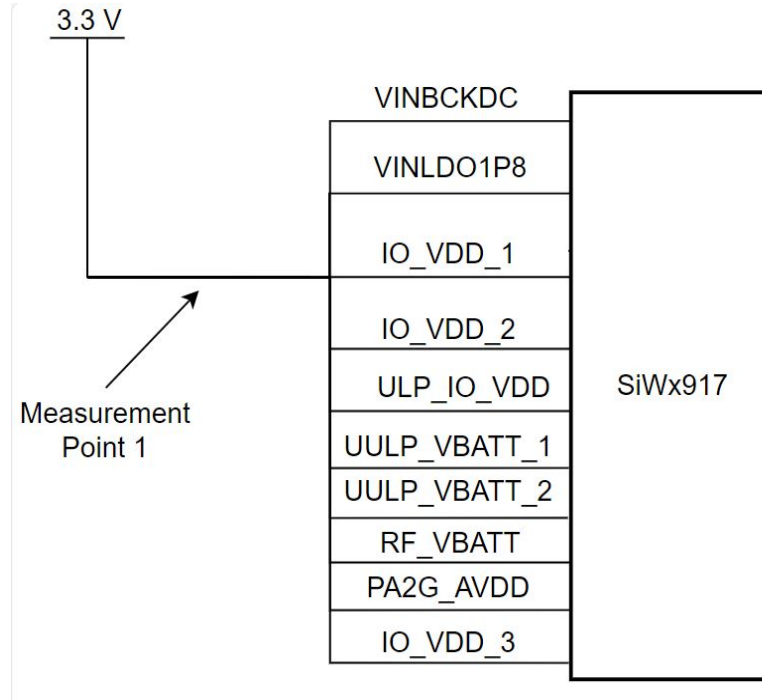 3.3 V
VINBCKDC
VINLDO1P8
IO_VDD_1
IO_VDD_2
ULP_IO_VDD
SiWx917
Measurement
Point 1
UULP_VBATT_1
UULP_VBATT_2
RF_VBATT
PA2G_AVDD
IO_VDD_3